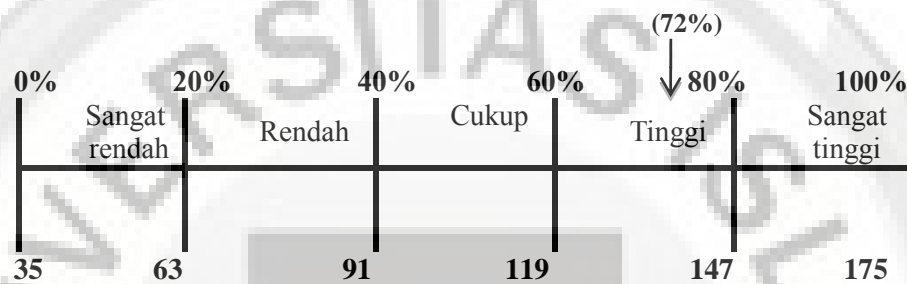 (72%)
0% 20% 40% 60% 80% 100%
Sangat rendah
Rendah
Cukup
Tinggi
Sangat tinggi
35 63 91 119 147 175